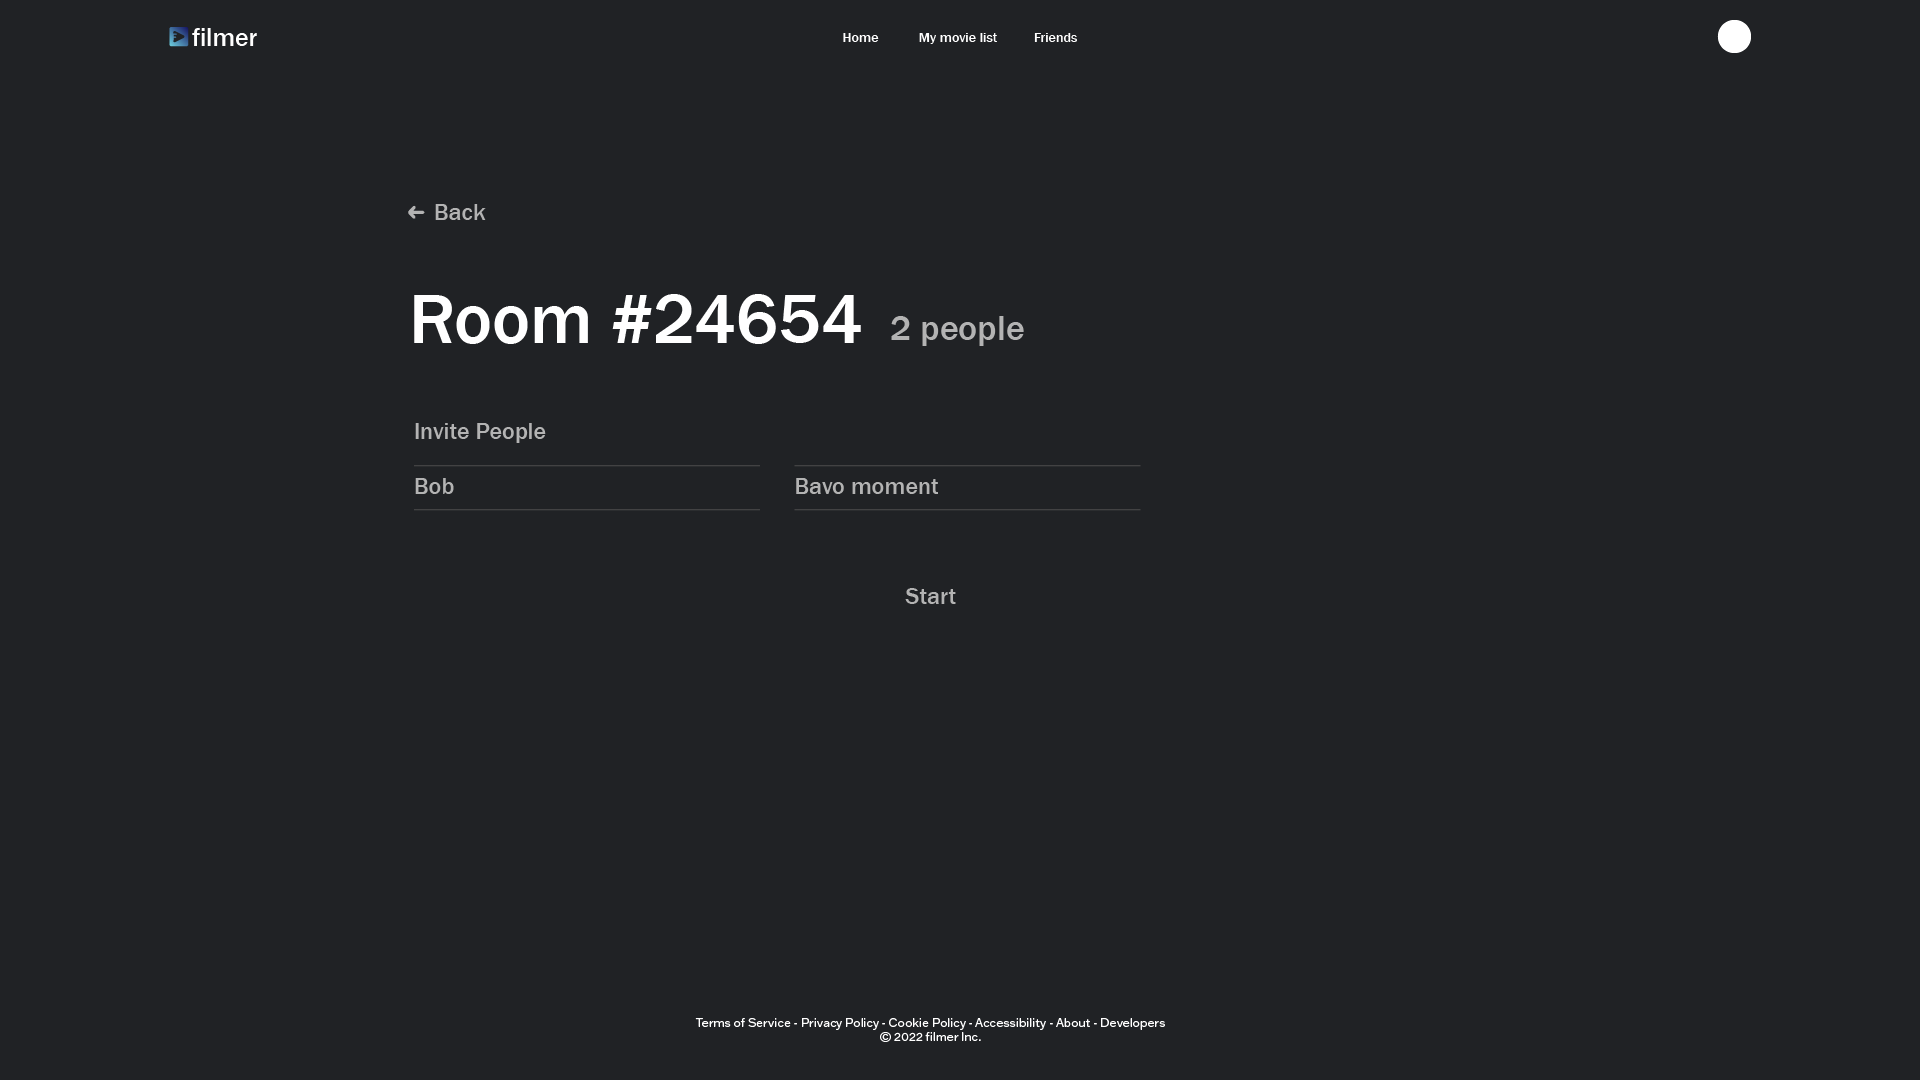 filmer
Home My movie list Friends
Back
Room #24654 2 people
Invite People
Bob Bavo moment
Start
Terms of Service - Privacy Policy - Cookie Policy - Accessibility - About - Developers
© 2022 filmer Inc.